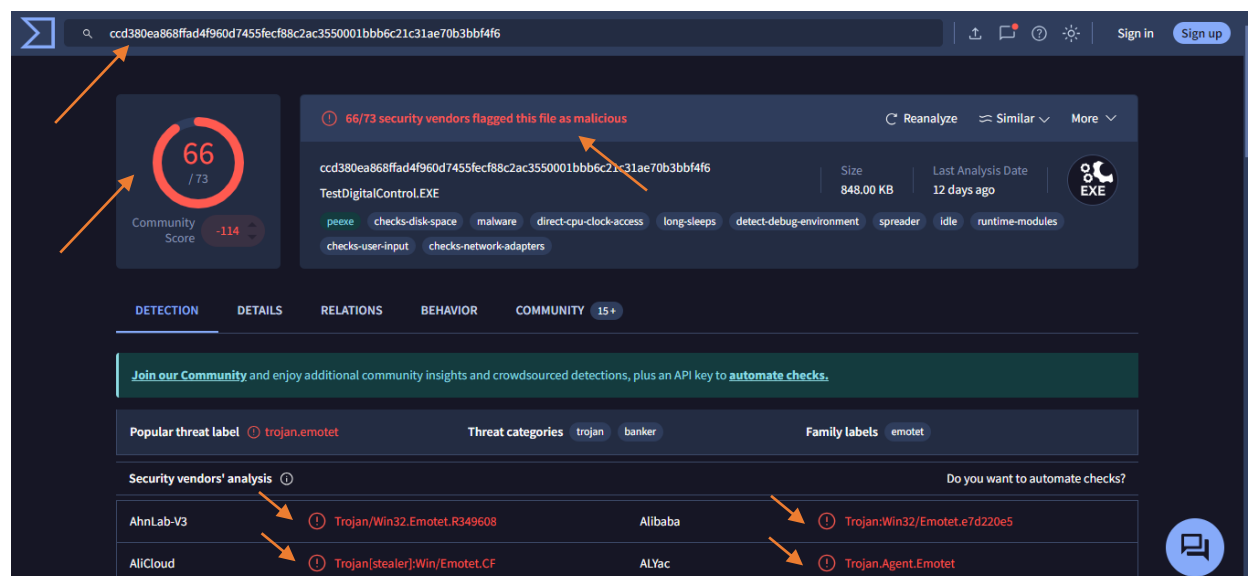 ccd380ea868ffad4f960d7455fecf88c2ac3550001bbb6c21c31ae70b3bbf4f6
Sign in
Sign up
66
/ 73
Community
Score
-114
66/73 security vendors flagged this file as malicious
Reanalyze
Similar
More
ccd380ea868ffad4f960d7455fecf88c2ac3550001bbb6c21c31ae70b3bbf4f6
TestDigitalControl.EXE
Size
848.00 KB
Last Analysis Date
12 days ago
EXE
peexe checks-disk-space malware direct-cpu-clock-access long-sleeps detect-debug-environment spreader idle runtime-modules
checks-user-input checks-network-adapters
DETECTION DETAILS RELATIONS BEHAVIOR COMMUNITY 15+
Join our Community and enjoy additional community insights and crowdsourced detections, plus an API key to automate checks.
Popular threat label trojan.emotet Threat categories trojan banker Family labels emotet
Security vendors' analysis Do you want to automate checks?
AhnLab-V3 Trojan/Win32.Emotet.R349608 Alibaba Trojan:Win32/Emotet.e7d220e5
AliCloud Trojan[stealer]:Win/Emotet.CF ALYac Trojan.Agent.Emotet